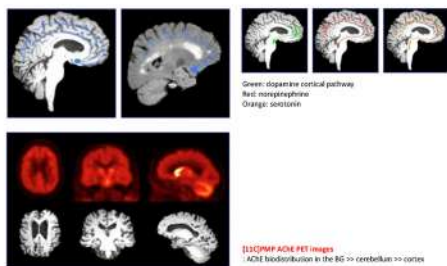 Green: dopamine cortical pathway
Red: norepinephrine
Orange: serotonin
[11C]PMP AChE PET images
: AChE biodistribution in the BG >> cerebellum >> cortex